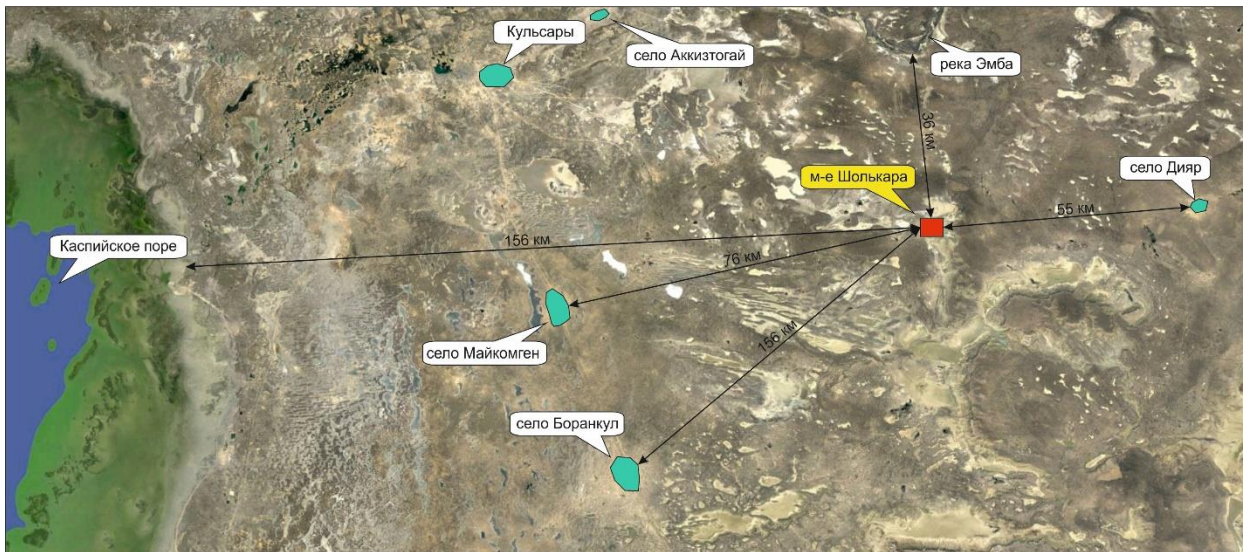 Кульсары
село Аккизтогай
река Эмба
36 км
м-е Шолькара
село Дияр
55 км
Каспийское поре
156 км
76 км
село Майкомген
156 км
село Боранкул